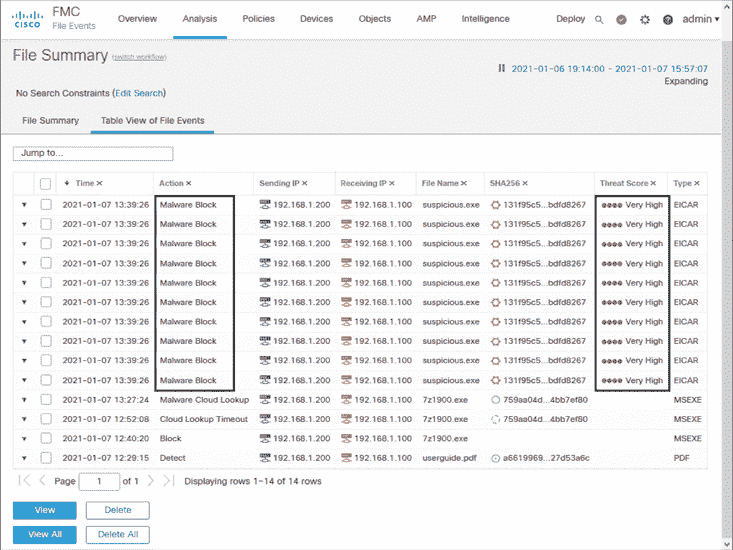 CISCO
FMC
File Events
Overview Analysis Policies Devices Objects AMP Intelligence Deploy admin
File Summary (switch workflow)
2021-01-06 19:14:00 - 2021-01-07 15:57:07
Expanding
No Search Constraints (Edit Search)
File Summary Table View of File Events
Jump to...
Time Action Sending IP Receiving IP File Name SHA256 Threat Score Type
2021-01-07 13:39:26 Malware Block 192.168.1.200 192.168.1.100 suspicious.exe 131f95c5...bdfd8267 Very High EICAR
2021-01-07 13:39:26 Malware Block 192.168.1.200 192.168.1.100 suspicious.exe 131f95c5...bdfd8267 Very High EICAR
2021-01-07 13:39:26 Malware Block 192.168.1.200 192.168.1.100 suspicious.exe 131f95c5...bdfd8267 Very High EICAR
2021-01-07 13:39:26 Malware Block 192.168.1.200 192.168.1.100 suspicious.exe 131f95c5...bdfd8267 Very High EICAR
2021-01-07 13:39:26 Malware Block 192.168.1.200 192.168.1.100 suspicious.exe 131f95c5...bdfd8267 Very High EICAR
2021-01-07 13:39:26 Malware Block 192.168.1.200 192.168.1.100 suspicious.exe 131f95c5...bdfd8267 Very High EICAR
2021-01-07 13:39:26 Malware Block 192.168.1.200 192.168.1.100 suspicious.exe 131f95c5...bdfd8267 Very High EICAR
2021-01-07 13:39:26 Malware Block 192.168.1.200 192.168.1.100 suspicious.exe 131f95c5...bdfd8267 Very High EICAR
2021-01-07 13:39:26 Malware Block 192.168.1.200 192.168.1.100 suspicious.exe 131f95c5...bdfd8267 Very High EICAR
2021-01-07 13:39:26 Malware Block 192.168.1.200 192.168.1.100 suspicious.exe 131f95c5...bdfd8267 Very High EICAR
2021-01-07 13:27:24 Malware Cloud Lookup 192.168.1.200 192.168.1.100 7z1900.exe 759aa04d...4bb7ef80 MSEXE
2021-01-07 12:52:08 Cloud Lookup Timeout 192.168.1.200 192.168.1.100 7z1900.exe 759aa04d...4bb7ef80 MSEXE
2021-01-07 12:40:20 Block 192.168.1.200 192.168.1.100 7z1900.exe MSEXE
2021-01-07 12:29:15 Detect 192.168.1.200 192.168.1.100 userguide.pdf a6619969...27d53a6c PDF
Page 1 of 1 Displaying rows 1–14 of 14 rows
View Delete
View All Delete All